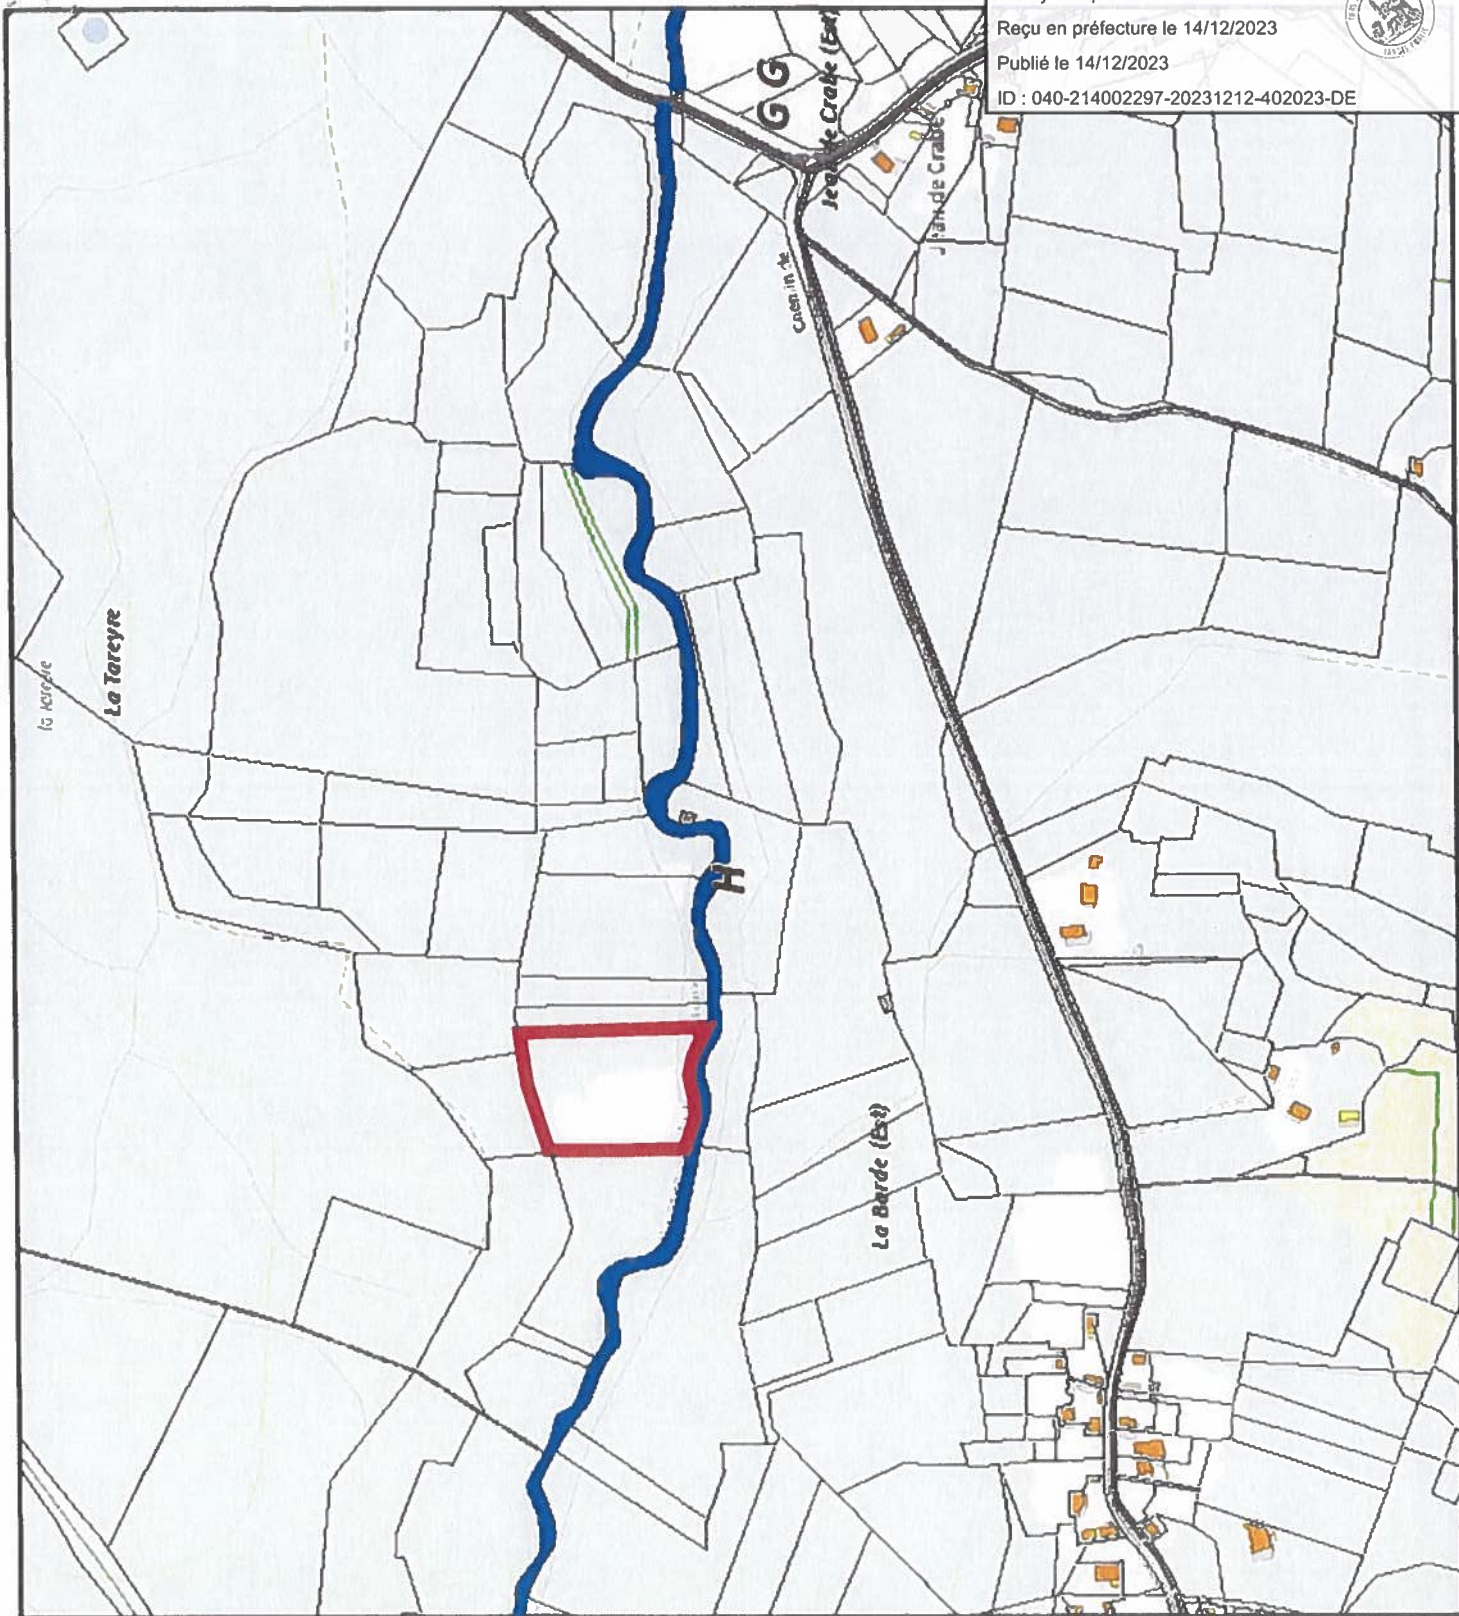 Reçu en préfecture le 14/12/2023
Publié le 14/12/2023
ID : 040-214002297-20231212-402023-DE
G G
Jean de Crabe (Est)
Jean de Crabe
Chemin de
La Tareyre
H
La Barde (Est)